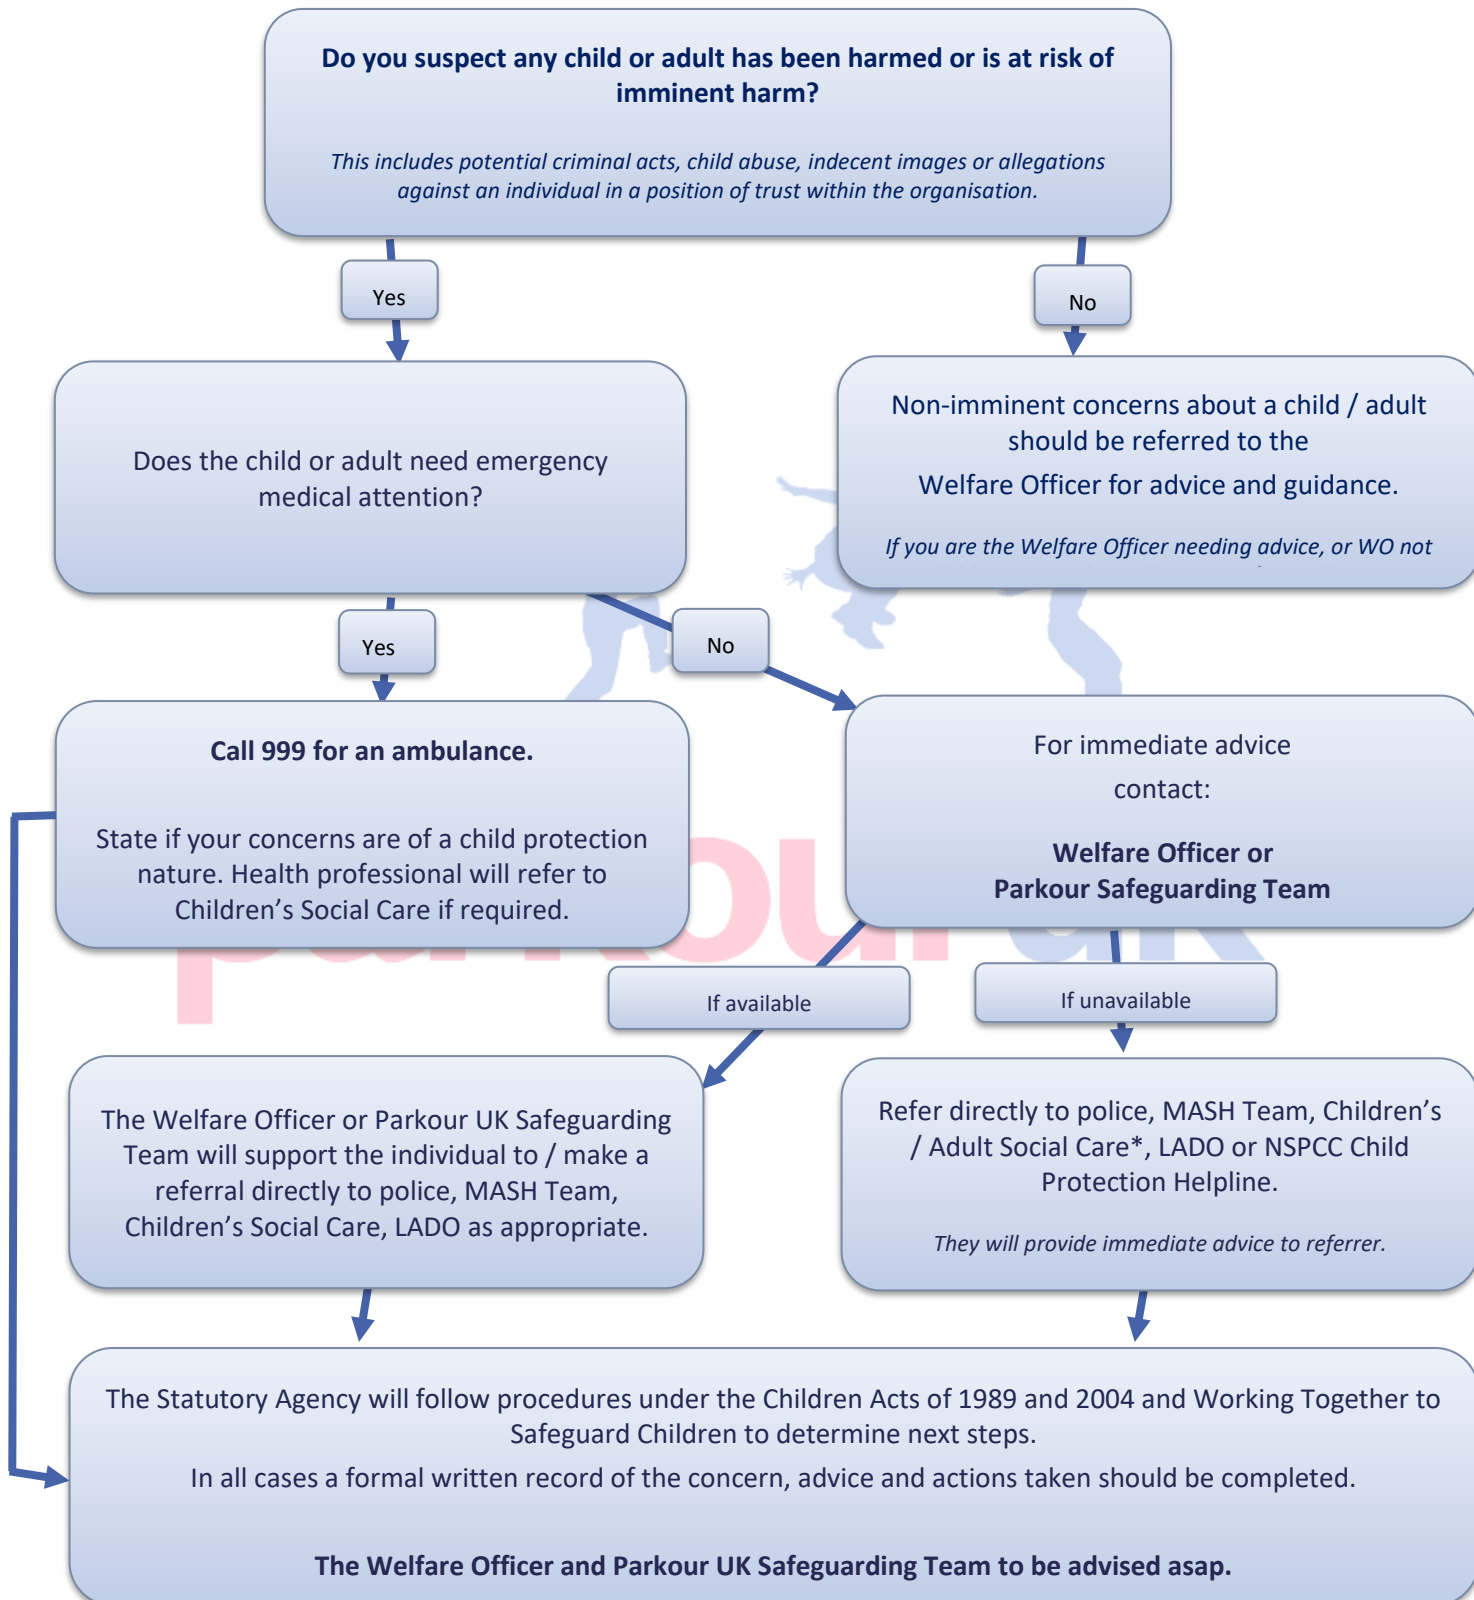 Do you suspect any child or adult has been harmed or is at risk of
imminent harm?
This includes potential criminal acts, child abuse, indecent images or allegations
against an individual in a position of trust within the organisation.
Yes
No
Does the child or adult need emergency
medical attention?
Non-imminent concerns about a child / adult
should be referred to the
Welfare Officer for advice and guidance.
If you are the Welfare Officer needing advice, or WO not
Yes
No
Call 999 for an ambulance.
State if your concerns are of a child protection
nature. Health professional will refer to
Children’s Social Care if required.
For immediate advice
contact:
Welfare Officer or
Parkour Safeguarding Team
parkour uk
If available
If unavailable
The Welfare Officer or Parkour UK Safeguarding
Team will support the individual to / make a
referral directly to police, MASH Team,
Children’s Social Care, LADO as appropriate.
Refer directly to police, MASH Team, Children’s
/ Adult Social Care*, LADO or NSPCC Child
Protection Helpline.
They will provide immediate advice to referrer.
The Statutory Agency will follow procedures under the Children Acts of 1989 and 2004 and Working Together to
Safeguard Children to determine next steps.
In all cases a formal written record of the concern, advice and actions taken should be completed.
The Welfare Officer and Parkour UK Safeguarding Team to be advised asap.